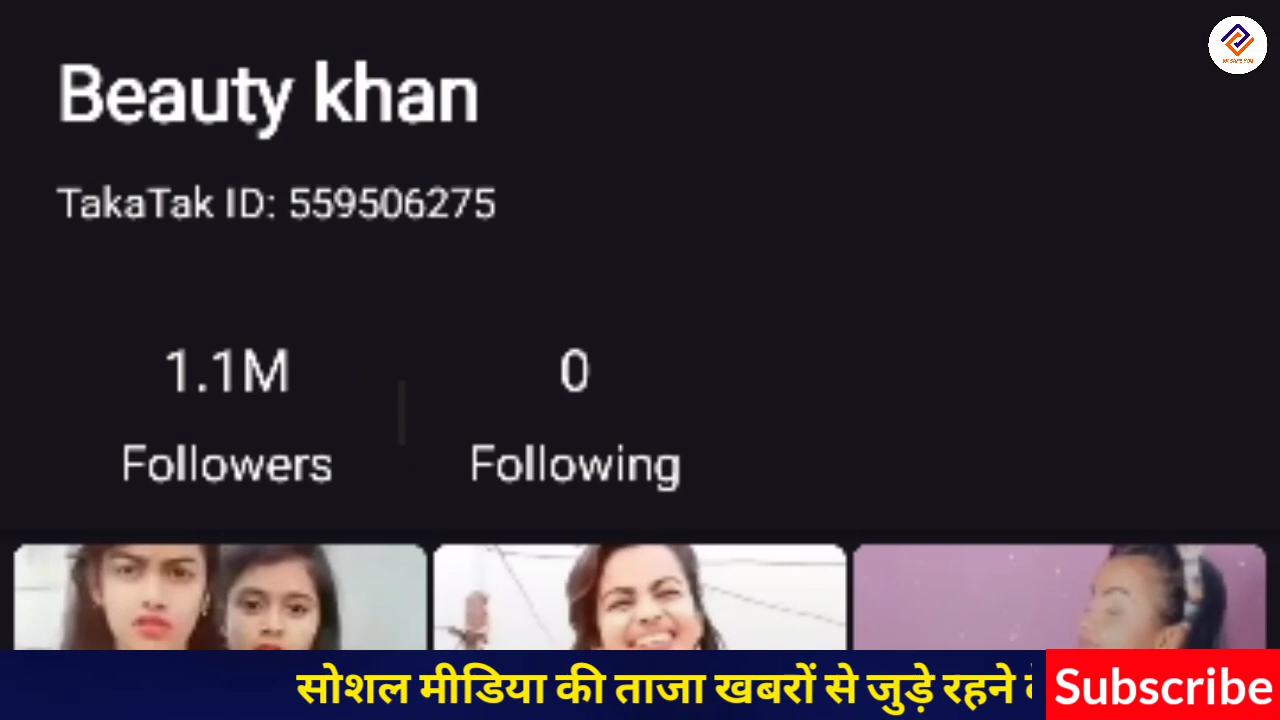 Beauty khan
TakaTak ID: 559506275
1.1M
0
Followers
Following
सोशल मीडिया की ताजा खबरों से जुड़े रहने
Subscribe